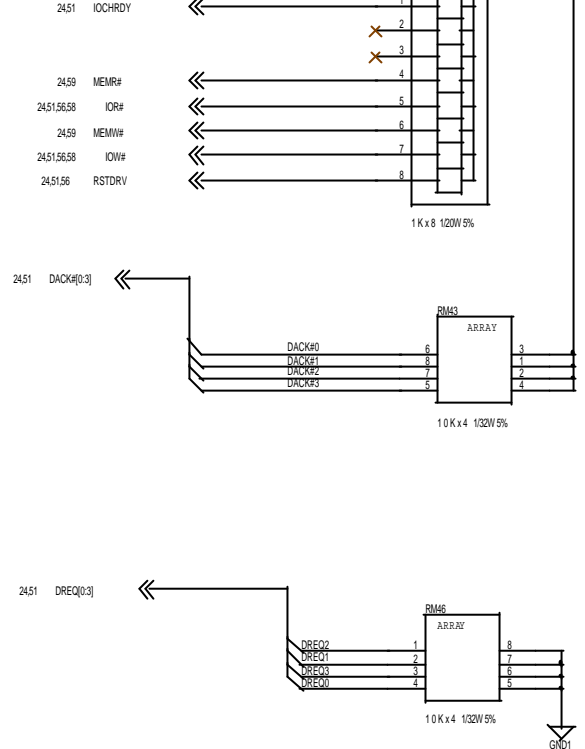 24,51 IOCHRDY 1
2
3
24,59 MEMR# 4
24,51,56,58 IOR# 5
24,59 MEMW# 6
24,51,56,58 IOW# 7
24,51,56 RSTDRV 8
1 K x 8 1/20W 5%
24,51 DACK#[0:3]
RM43
ARRAY
DACK#0 6 3
DACK#1 8 1
DACK#2 7 2
DACK#3 5 4
1 0 K x 4 1/32W 5%
24,51 DREQ[0:3]
RM46
ARRAY
DREQ2 1 8
DREQ1 2 7
DREQ3 3 6
DREQ0 4 5
1 0 K x 4 1/32W 5%
GND1